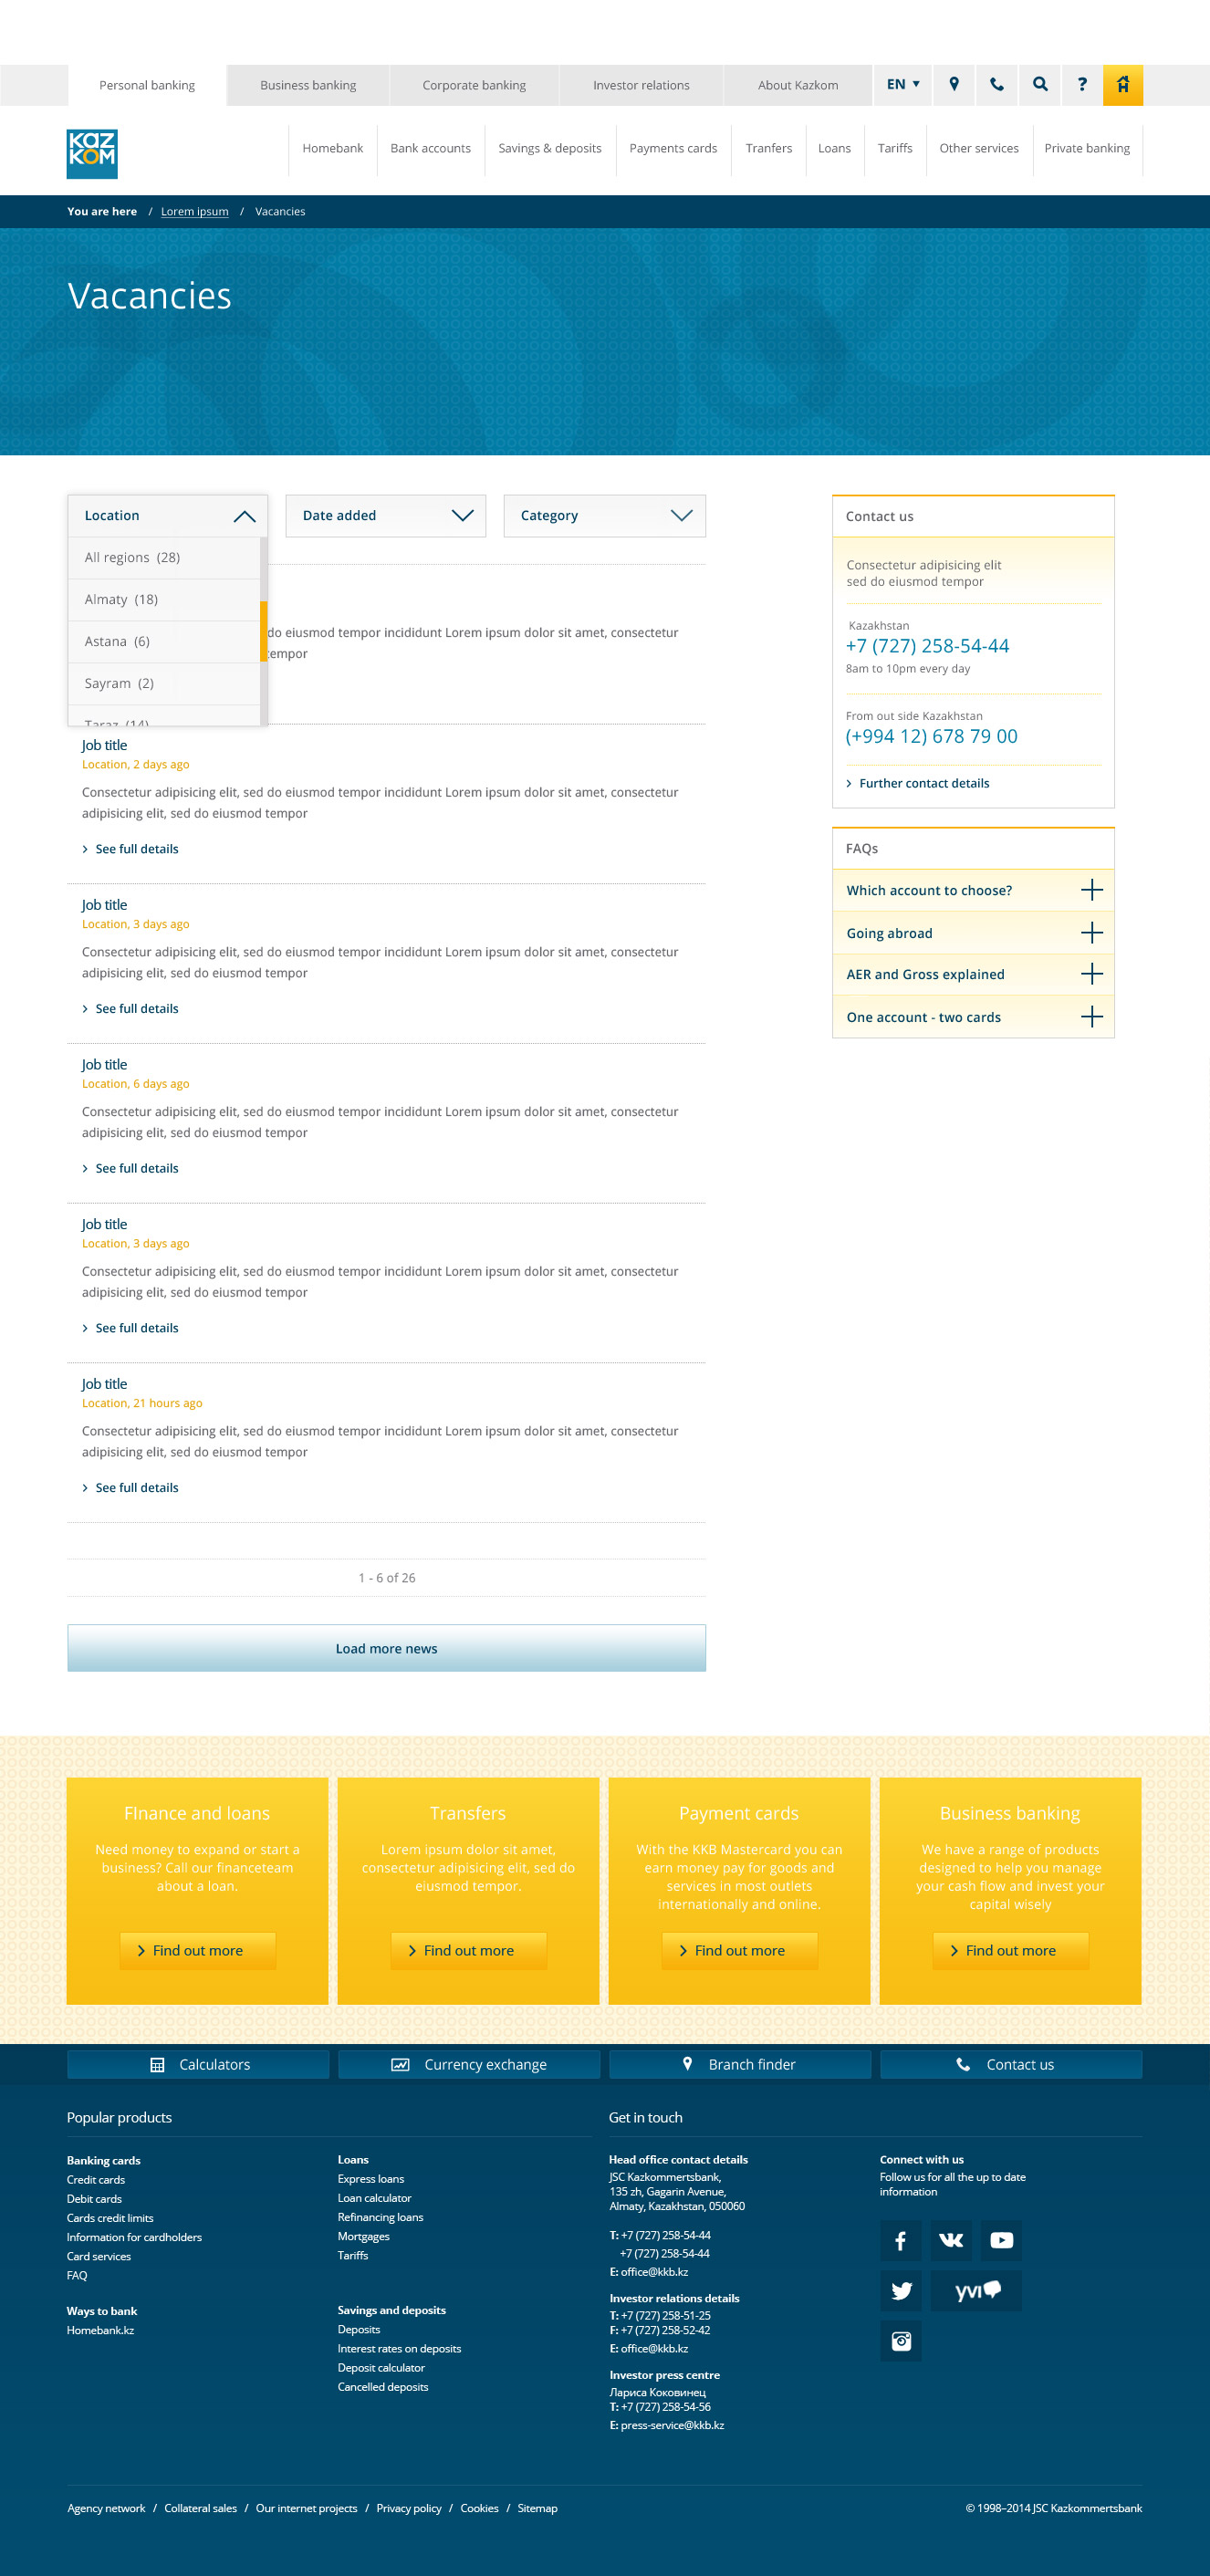 Personal banking
Business banking
Corporate banking
Investor relations
About Kazkom
EN
?
KAZ
KOM
Homebank
Bank accounts
Savings & deposits
Payments cards
Tranfers
Loans
Tariffs
Other services
Private banking
You are here / Lorem ipsum / Vacancies
Vacancies
Location
Date added
Category
All regions (28)
Almaty (18)
Astana (6)
Sayram (2)
Taraz (14)
do eiusmod tempor incididunt Lorem ipsum dolor sit amet, consectetur
tempor
Job title
Location, 2 days ago
Consectetur adipisicing elit, sed do eiusmod tempor incididunt Lorem ipsum dolor sit amet, consectetur
adipisicing elit, sed do eiusmod tempor
See full details
Job title
Location, 3 days ago
Consectetur adipisicing elit, sed do eiusmod tempor incididunt Lorem ipsum dolor sit amet, consectetur
adipisicing elit, sed do eiusmod tempor
See full details
Job title
Location, 6 days ago
Consectetur adipisicing elit, sed do eiusmod tempor incididunt Lorem ipsum dolor sit amet, consectetur
adipisicing elit, sed do eiusmod tempor
See full details
Job title
Location, 3 days ago
Consectetur adipisicing elit, sed do eiusmod tempor incididunt Lorem ipsum dolor sit amet, consectetur
adipisicing elit, sed do eiusmod tempor
See full details
Job title
Location, 21 hours ago
Consectetur adipisicing elit, sed do eiusmod tempor incididunt Lorem ipsum dolor sit amet, consectetur
adipisicing elit, sed do eiusmod tempor
See full details
1 - 6 of 26
Load more news
Contact us
Consectetur adipisicing elit
sed do eiusmod tempor
Kazakhstan
+7 (727) 258-54-44
8am to 10pm every day
From out side Kazakhstan
(+994 12) 678 79 00
Further contact details
FAQs
Which account to choose?
Going abroad
AER and Gross explained
One account - two cards
FInance and loans
Need money to expand or start a
business? Call our financeteam
about a loan.
Find out more
Transfers
Lorem ipsum dolor sit amet,
consectetur adipisicing elit, sed do
eiusmod tempor.
Find out more
Payment cards
With the KKB Mastercard you can
earn money pay for goods and
services in most outlets
internationally and online.
Find out more
Business banking
We have a range of products
designed to help you manage
your cash flow and invest your
capital wisely
Find out more
Calculators
Currency exchange
Branch finder
Contact us
Popular products
Banking cards
Credit cards
Debit cards
Cards credit limits
Information for cardholders
Card services
FAQ
Ways to bank
Homebank.kz
Loans
Express loans
Loan calculator
Refinancing loans
Mortgages
Tariffs
Savings and deposits
Deposits
Interest rates on deposits
Deposit calculator
Cancelled deposits
Get in touch
Head office contact details
JSC Kazkommertsbank,
135 zh, Gagarin Avenue,
Almaty, Kazakhstan, 050060
T: +7 (727) 258-54-44
+7 (727) 258-54-44
E: office@kkb.kz
Investor relations details
T: +7 (727) 258-51-25
F: +7 (727) 258-52-42
E: office@kkb.kz
Investor press centre
Лариса Коковинец
T: +7 (727) 258-54-56
E: press-service@kkb.kz
Connect with us
Follow us for all the up to date
information
yvi
Agency network / Collateral sales / Our internet projects / Privacy policy / Cookies / Sitemap
© 1998–2014 JSC Kazkommertsbank